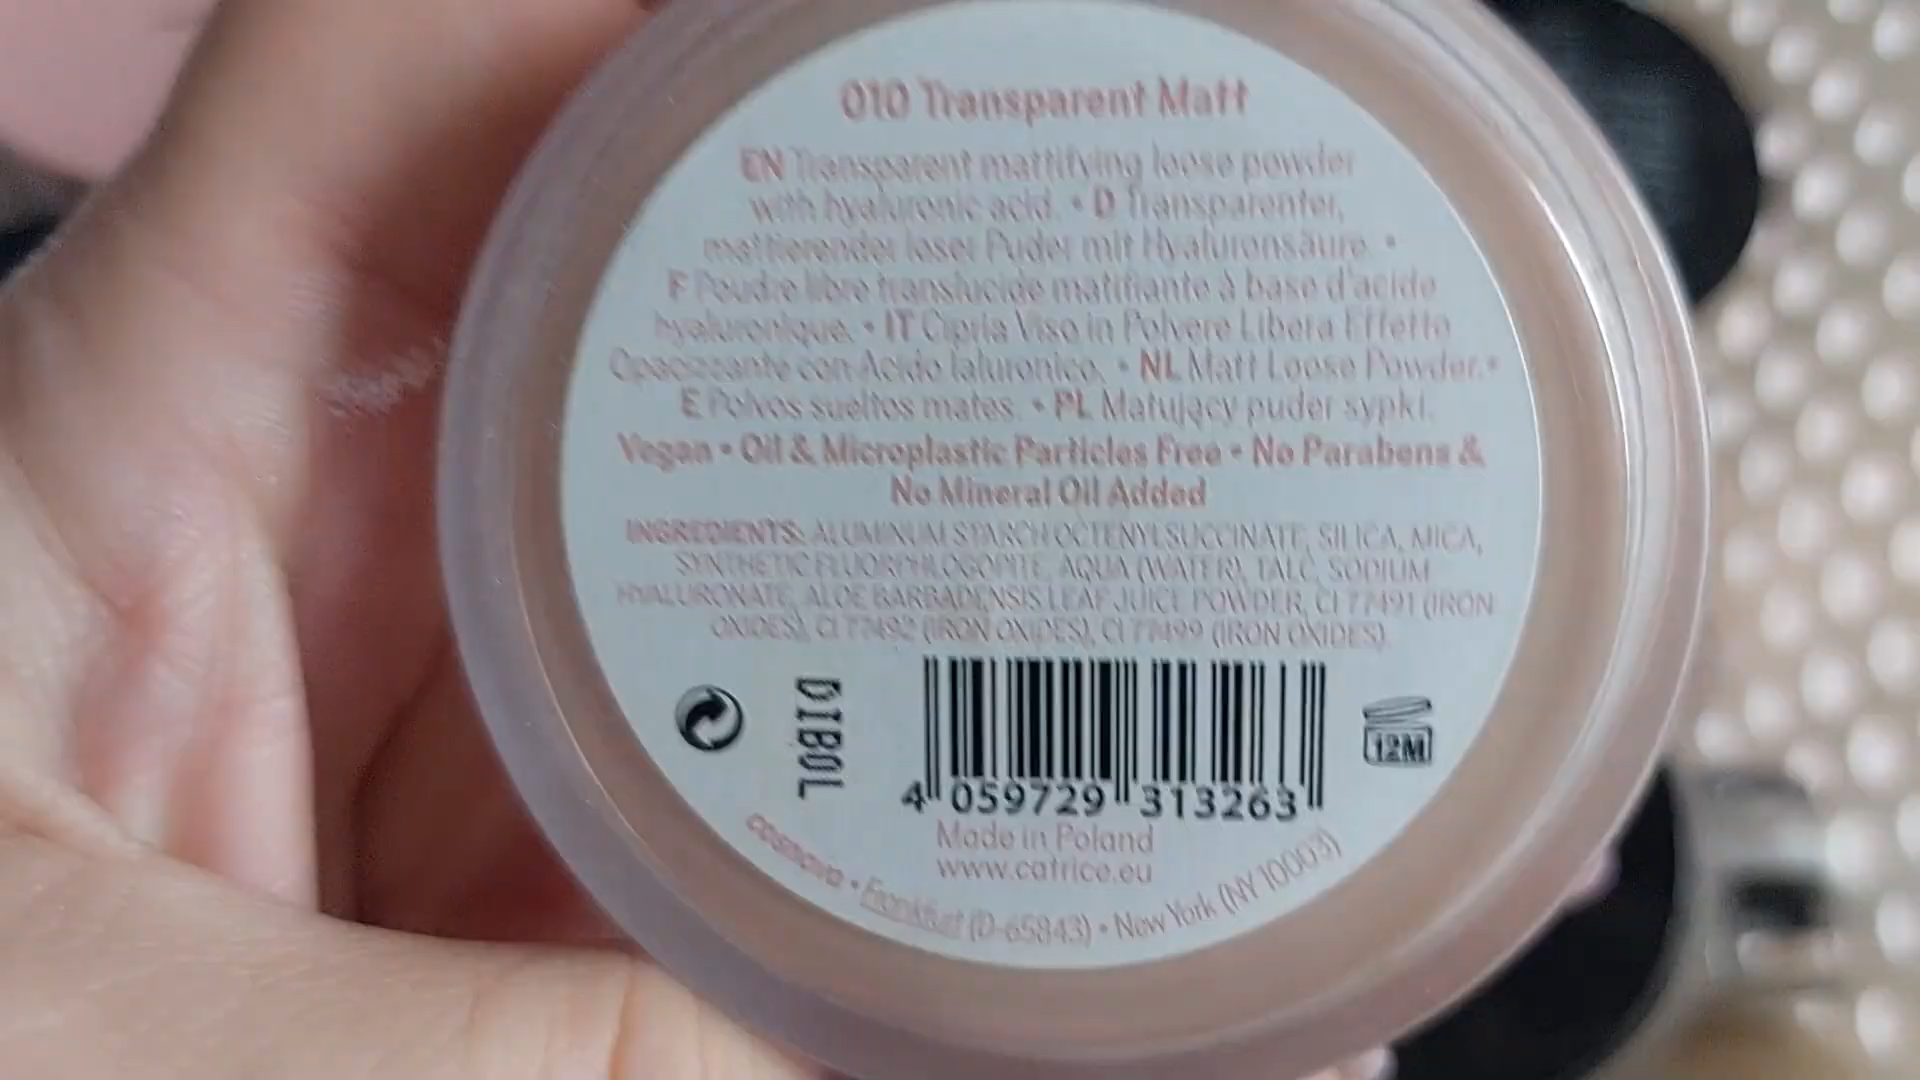 010 Transparent Matt
EN Transparent mattifying loose powder
with hyaluronic acid. • D Transparenter,
mattierender loser Puder mit Hyaluronsäure. •
F Poudre libre translucide matifiante à base d'acide
hyaluronique. • IT Cipria Viso in Polvere Libera Effetto
Opacizzante con Acido Ialuronico. • NL Matt Loose Powder. •
E Polvos sueltos mates. • PL Matujący puder sypki.
Vegan • Oil & Microplastic Particles Free • No Parabens &
No Mineral Oil Added
INGREDIENTS: ALUMINUM STARCH OCTENYLSUCCINATE, SILICA, MICA,
SYNTHETIC FLUORPHLOGOPITE, AQUA (WATER), TALC, SODIUM
HYALURONATE, ALOE BARBADENSIS LEAF JUICE POWDER, CI 77491 (IRON
OXIDES), CI 77492 (IRON OXIDES), CI 77499 (IRON OXIDES).
12M
4 059729 313263
Made in Poland
www.catrice.eu
cosnova • Frankfurt (D-65843) • New York (NY 10003)